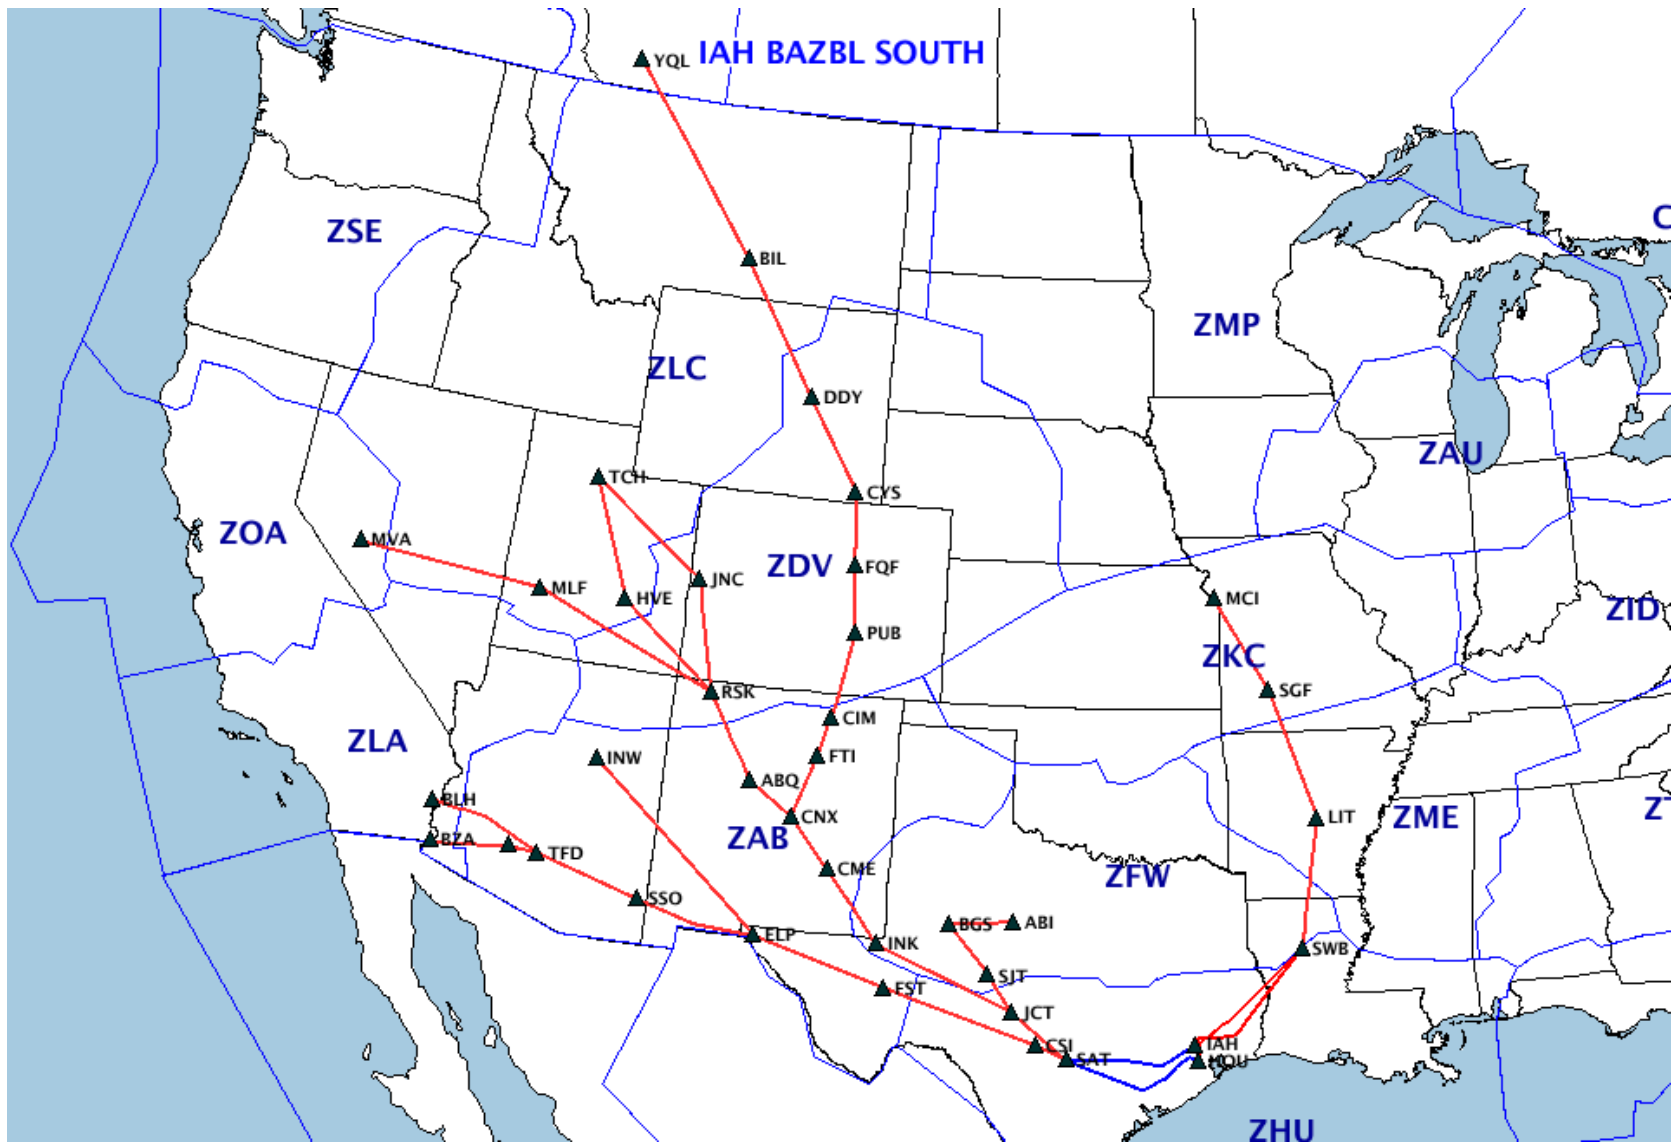 IAH BAZBL SOUTH
YQL
C
ZSE
BIL
ZMP
ZLC
DDY
ZAU
TCH
CYS
ZOA
MVA
ZDV
FQF
JNC
MLF
HVE
MCI
ZID
PUB
ZKC
RSK
SGF
CIM
ZLA
INW
FTI
ABQ
BLH
ZT
CNX
LIT
ZME
ZAB
BZA
TFD
CME
ZFW
SSO
BGS
ABI
ELP
INK
SWB
SJT
FST
JCT
CSI
IAH
SAT
HOU
ZHU